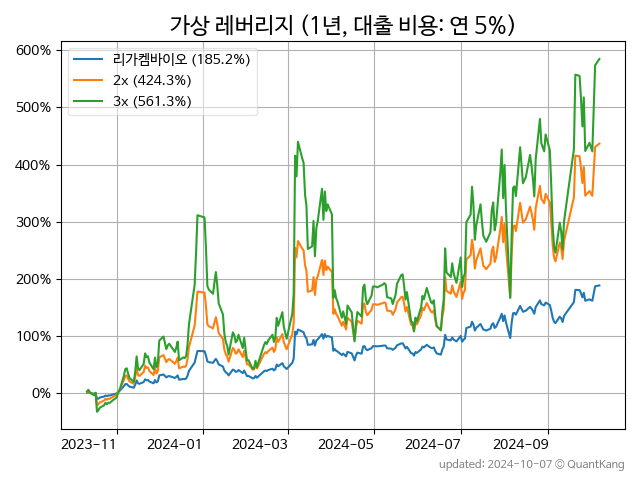 가상 레버리지 (1년, 대출 비용: 연 5%)
600%
500%
400%
300%
200%
100%
0%
리가켐바이오 (185.2%)
2x (424.3%)
3x (561.3%)
2023-11
2024-01
2024-03
2024-05
2024-07
2024-09
updated: 2024-10-07 © QuantKang